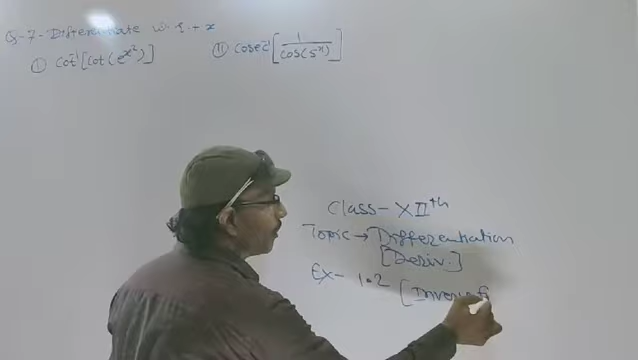 Q-7- Differentiate w.r.t x
(I) cot⁻¹[cot(e^x²)]
(II) cosec⁻¹[1/cos(5^x)]
Class - XIIth
Topic → Differentiation
[Deriv.]
Ex- 1.2 [Inverse f